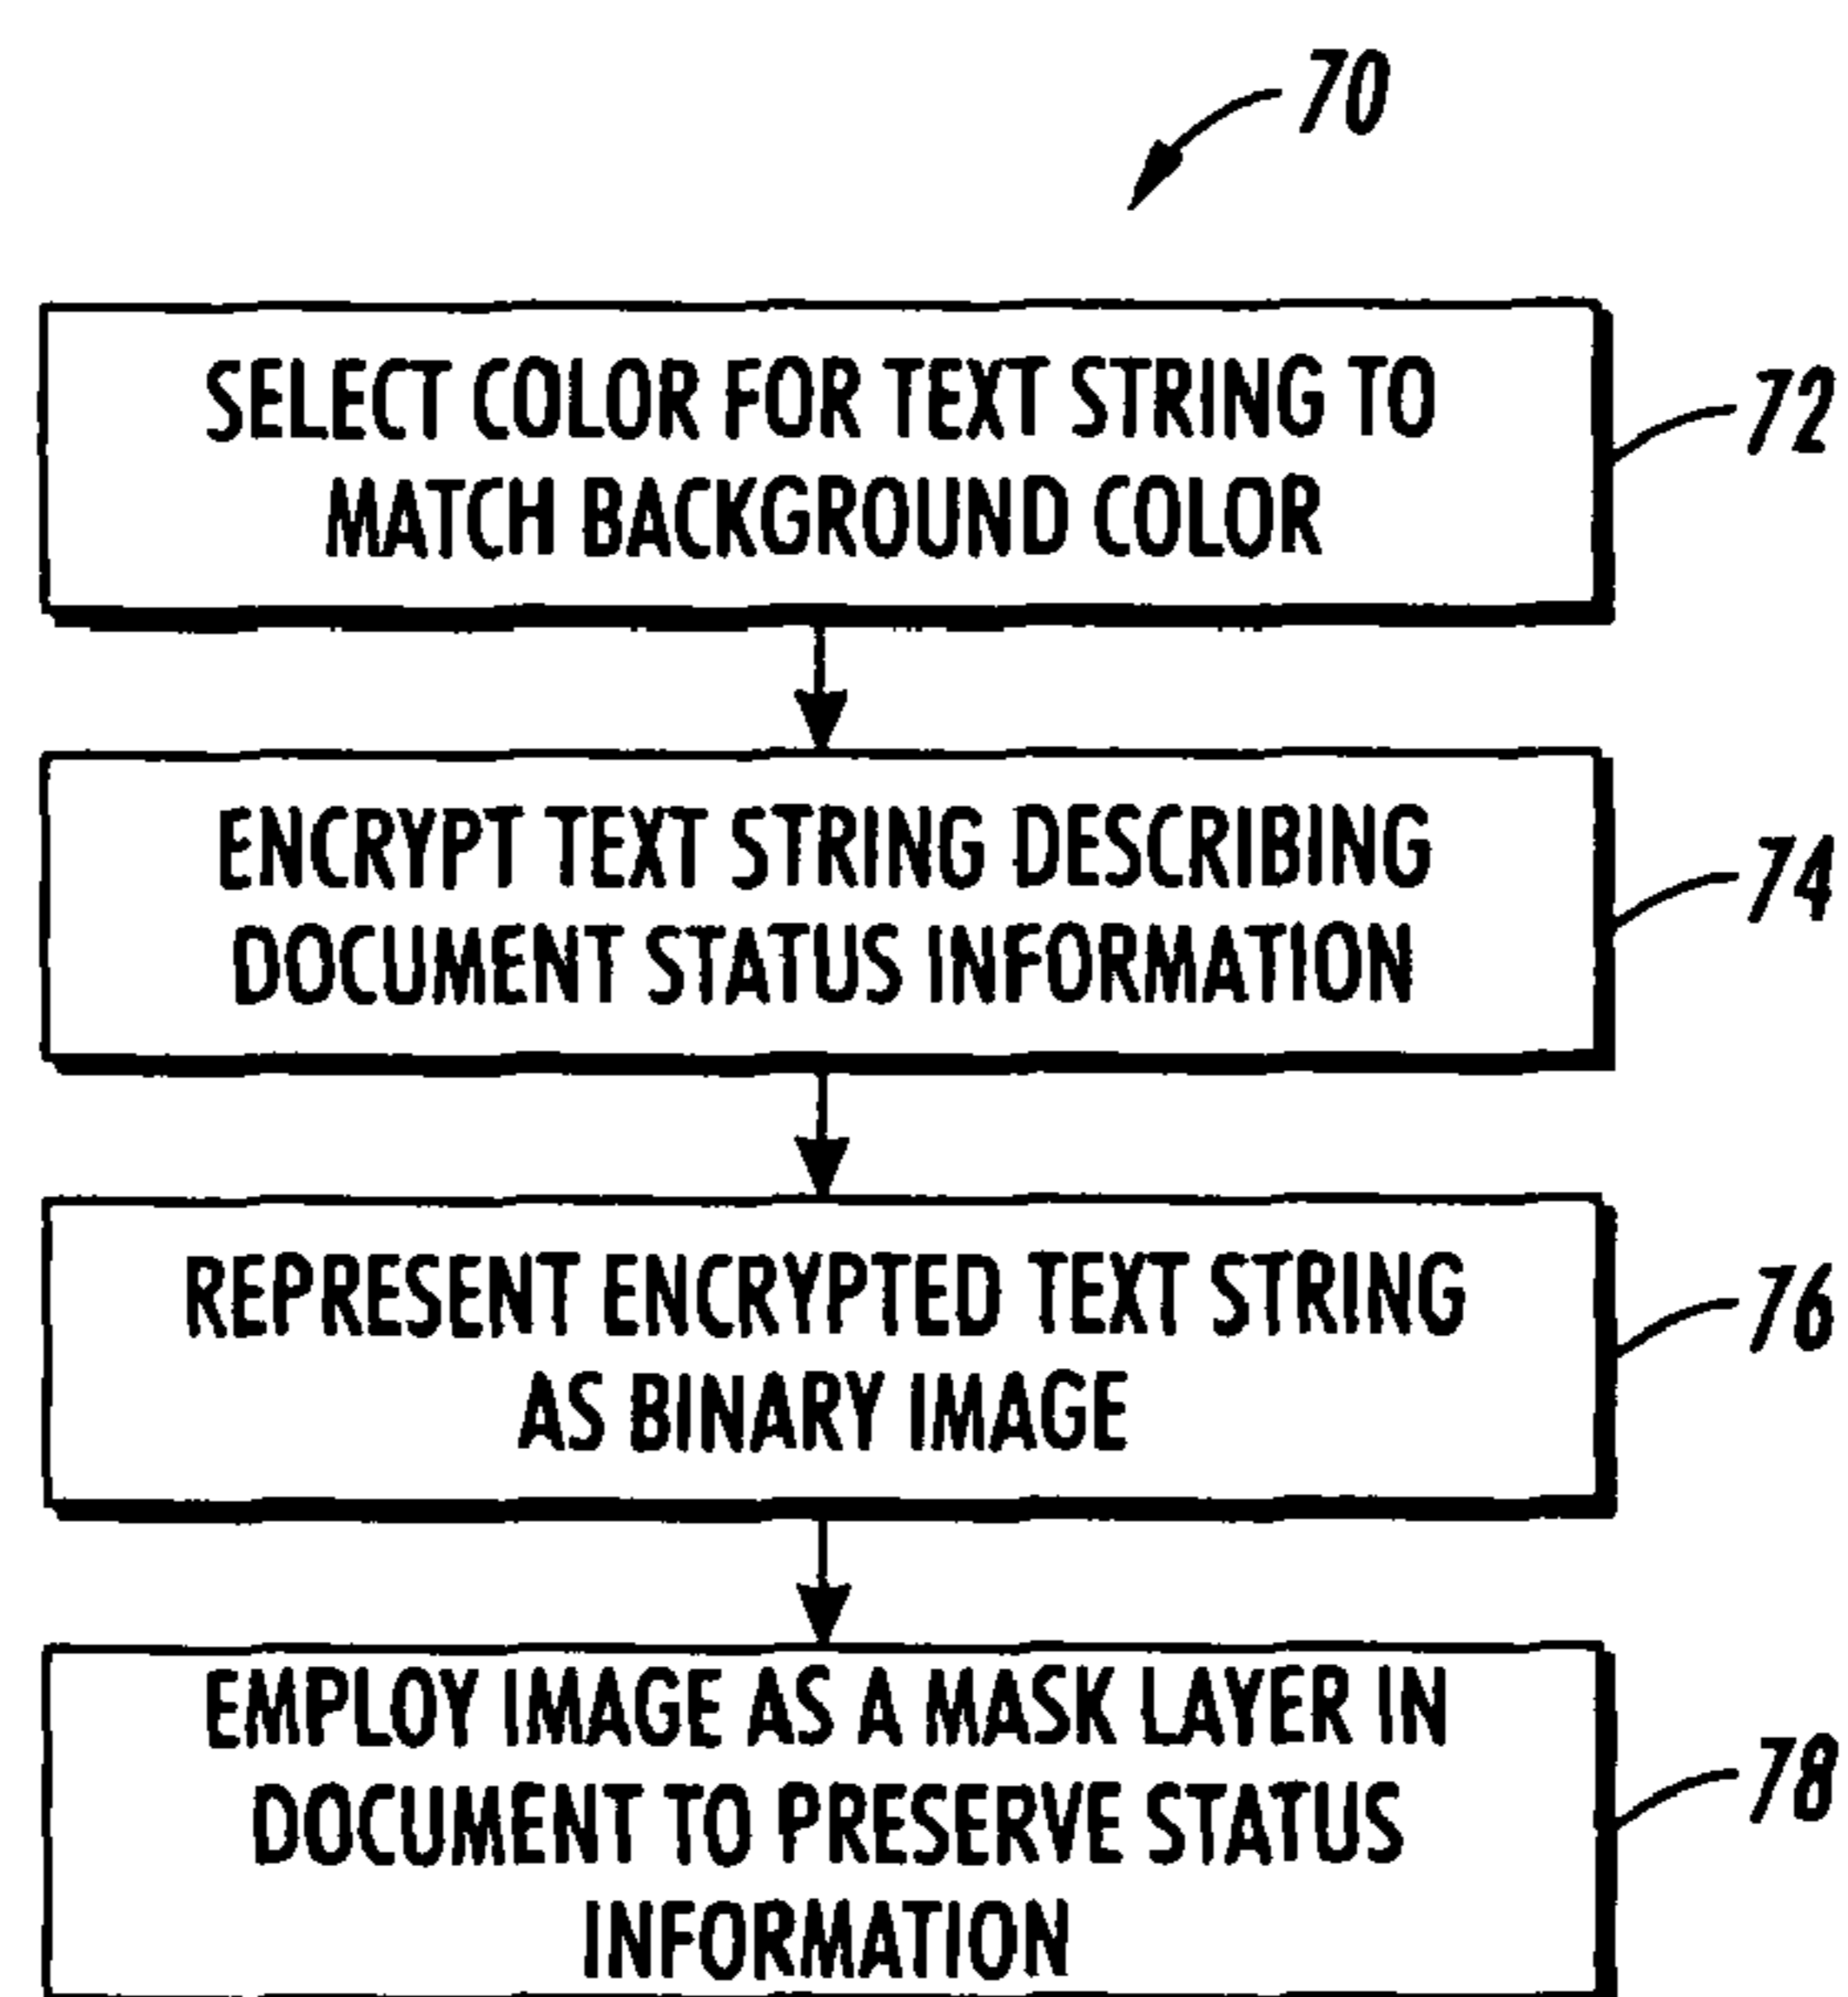 70
SELECT COLOR FOR TEXT STRING TO
MATCH BACKGROUND COLOR
72
ENCRYPT TEXT STRING DESCRIBING
DOCUMENT STATUS INFORMATION
74
REPRESENT ENCRYPTED TEXT STRING
AS BINARY IMAGE
76
EMPLOY IMAGE AS A MASK LAYER IN
DOCUMENT TO PRESERVE STATUS
INFORMATION
78